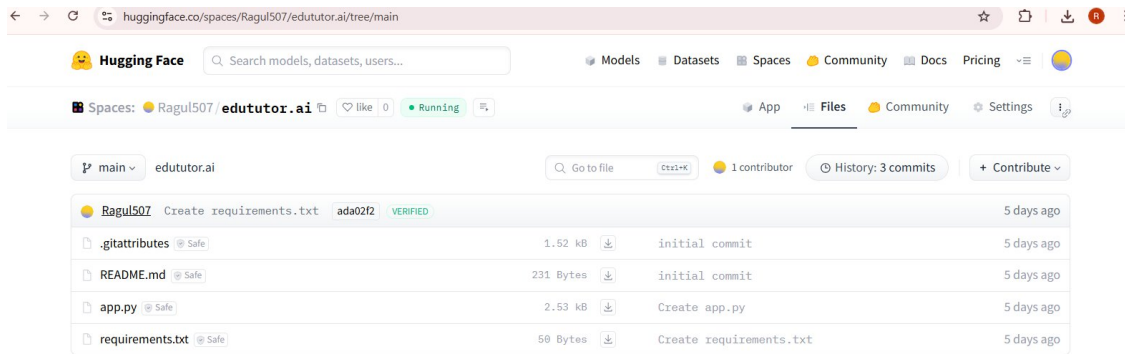 huggingface.co/spaces/Ragul507/edututor.ai/tree/main R
Hugging Face Search models, datasets, users... Models Datasets Spaces Community Docs Pricing
Spaces: Ragul507/edututor.ai like 0 Running App Files Community Settings
main edututor.ai Go to file Ctrl+K 1 contributor History: 3 commits + Contribute
Ragul507 Create requirements.txt ada02f2 VERIFIED 5 days ago
.gitattributes Safe 1.52 kB initial commit 5 days ago
README.md Safe 231 Bytes initial commit 5 days ago
app.py Safe 2.53 kB Create app.py 5 days ago
requirements.txt Safe 50 Bytes Create requirements.txt 5 days ago